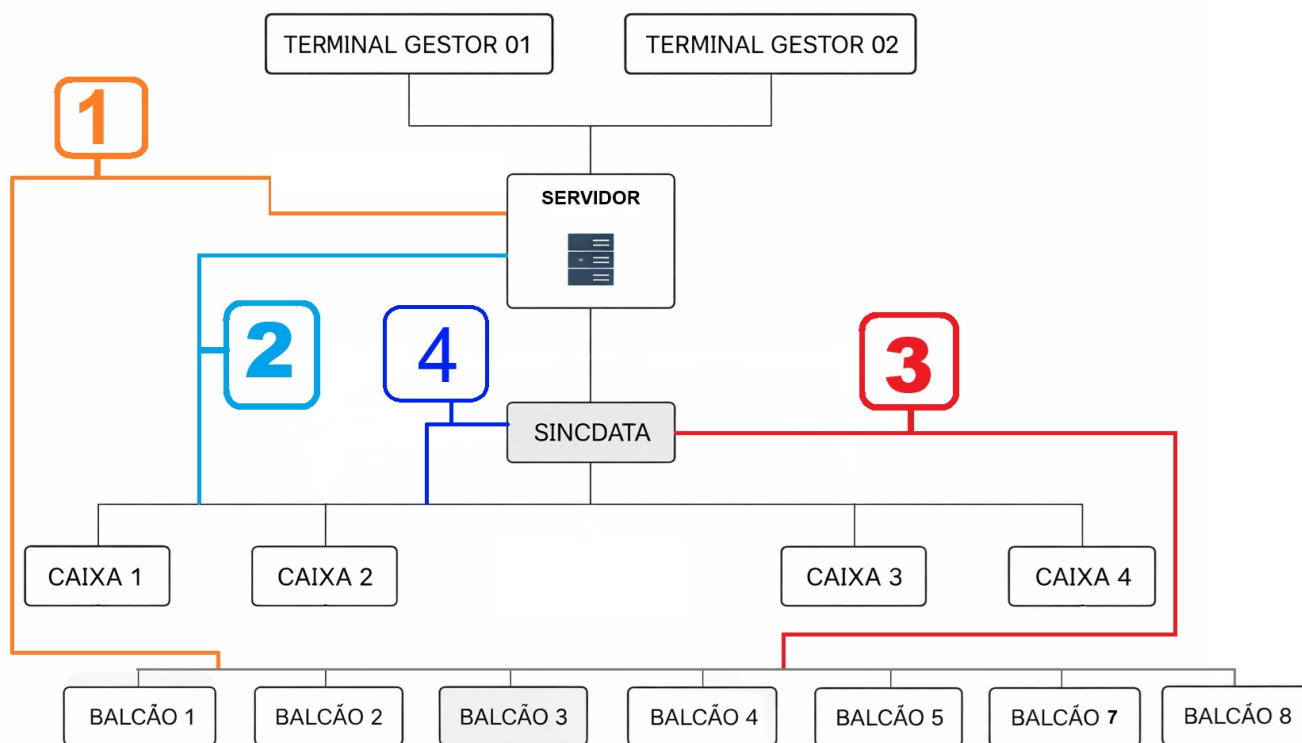 TERMINAL GESTOR 01
TERMINAL GESTOR 02
1
SERVIDOR
2
4
3
SINCDATA
CAIXA 1
CAIXA 2
CAIXA 3
CAIXA 4
BALCÃO 1
BALCÃO 2
BALCÃO 3
BALCÃO 4
BALCÃO 5
BALCÃO 7
BALCÃO 8